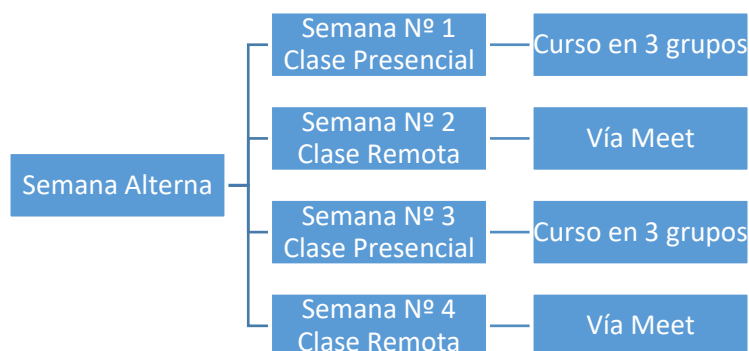 Semana Nº 1
Clase Presencial
Curso en 3 grupos
Semana Nº 2
Clase Remota
Vía Meet
Semana Alterna
Semana Nº 3
Clase Presencial
Curso en 3 grupos
Semana Nº 4
Clase Remota
Vía Meet